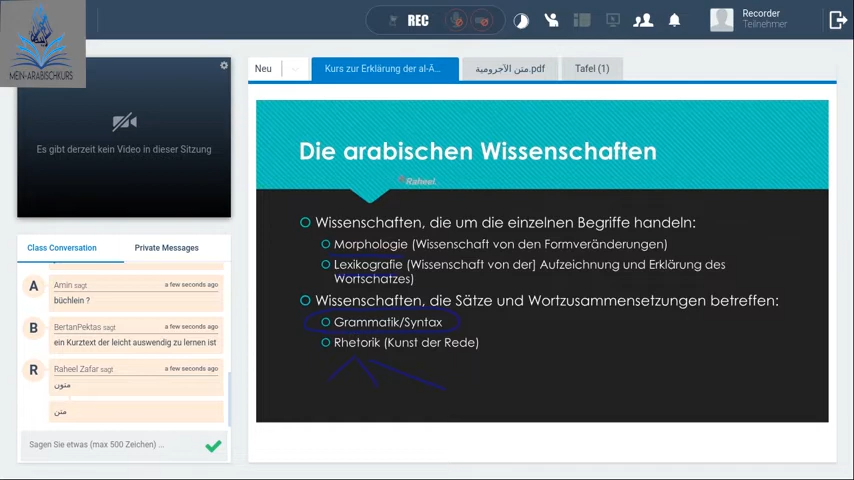 REC
Recorder
Teilnehmer
MEIN-ARABISCHKURS
Es gibt derzeit kein Video in dieser Sitzung
Class Conversation
Private Messages
Amin sagt
a few seconds ago
A
büchlein ?
BertanPektas sagt
a few seconds ago
B
ein Kurztext der leicht auswendig zu lernen ist
Raheel Zafar sagt
a few seconds ago
R
متون
متن
Sagen Sie etwas (max 500 Zeichen) ...
Neu
Kurs zur Erklärung der al-Ā...
متن الآجرومية.pdf
Tafel (1)
Die arabischen Wissenschaften
Raheel.
Wissenschaften, die um die einzelnen Begriffe handeln:
Morphologie (Wissenschaft von den Formveränderungen)
Lexikografie (Wissenschaft von der] Aufzeichnung und Erklärung des
Wortschatzes)
Wissenschaften, die Sätze und Wortzusammensetzungen betreffen:
Grammatik/Syntax
Rhetorik (Kunst der Rede)